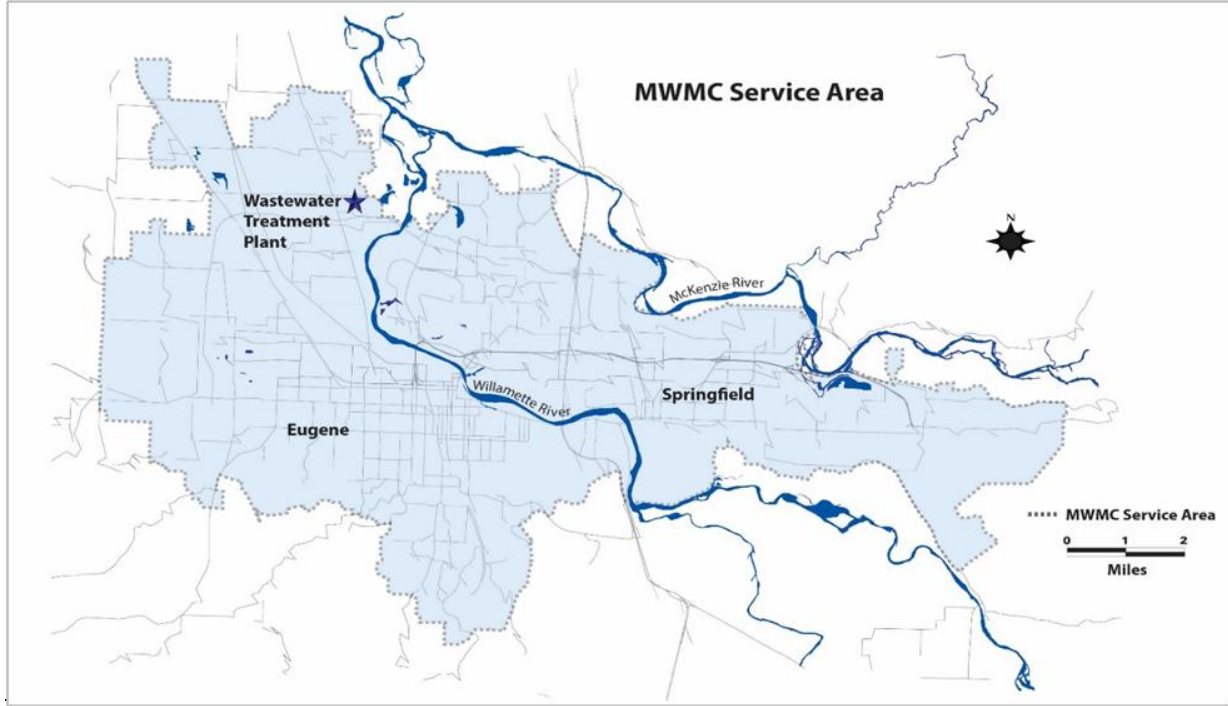 MWMC Service Area
N
Wastewater
Treatment
Plant
McKenzie River
Willamette River
Springfield
Eugene
MWMC Service Area
0 1 2
Miles